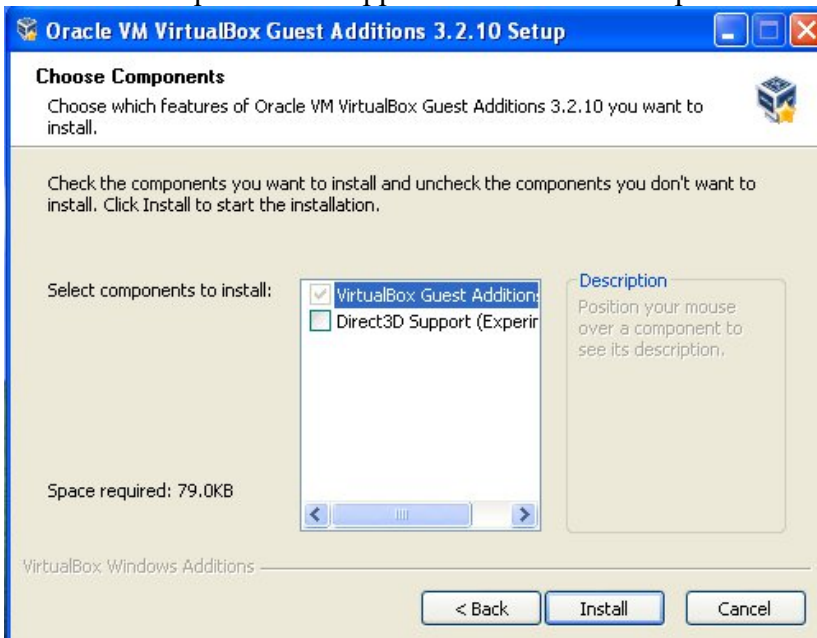 Oracle VM VirtualBox Guest Additions 3.2.10 Setup
Choose Components
Choose which features of Oracle VM VirtualBox Guest Additions 3.2.10 you want to
install.
Check the components you want to install and uncheck the components you don't want to
install. Click Install to start the installation.
Select components to install:
VirtualBox Guest Additions
Direct3D Support (Experir
Description
Position your mouse
over a component to
see its description.
Space required: 79.0KB
VirtualBox Windows Additions
< Back
Install
Cancel